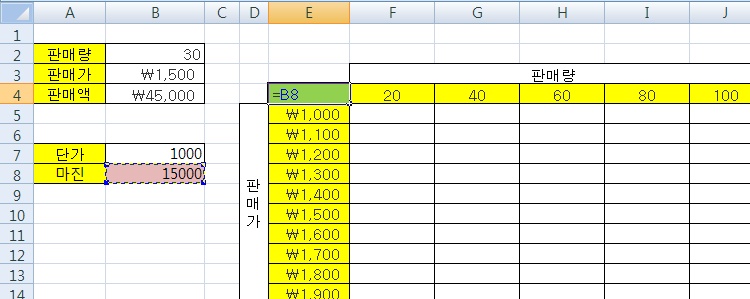 A B C D E F G H I J
1
2 판매량 30
3 판매가 ₩1,500 판매량
4 판매액 ₩45,000 =B8 20 40 60 80 100
5 ₩1,000
6 ₩1,100
7 단가 1000 ₩1,200
8 마진 15000 ₩1,300
9 ₩1,400
10 ₩1,500
11 ₩1,600
12 ₩1,700
13 ₩1,800
14 ₩1,900
판매가